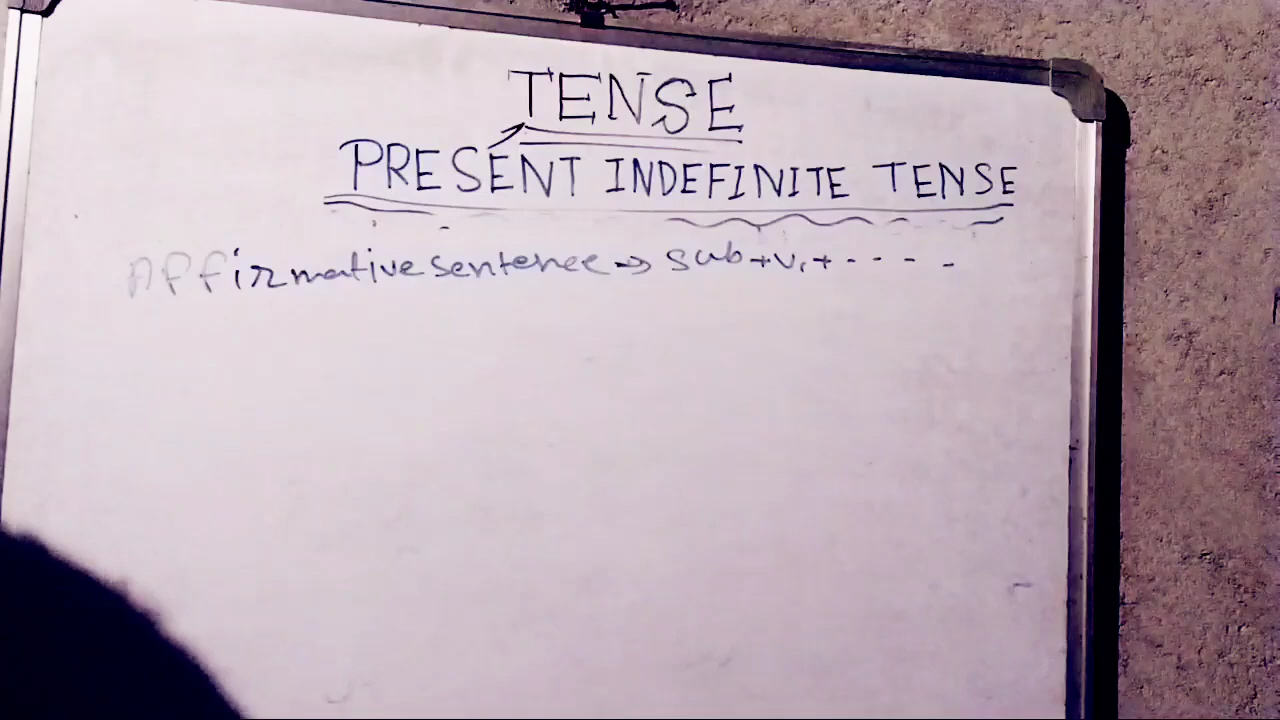 TENSE
PRESENT INDEFINITE TENSE
Affirmative sentence → sub+v1+----